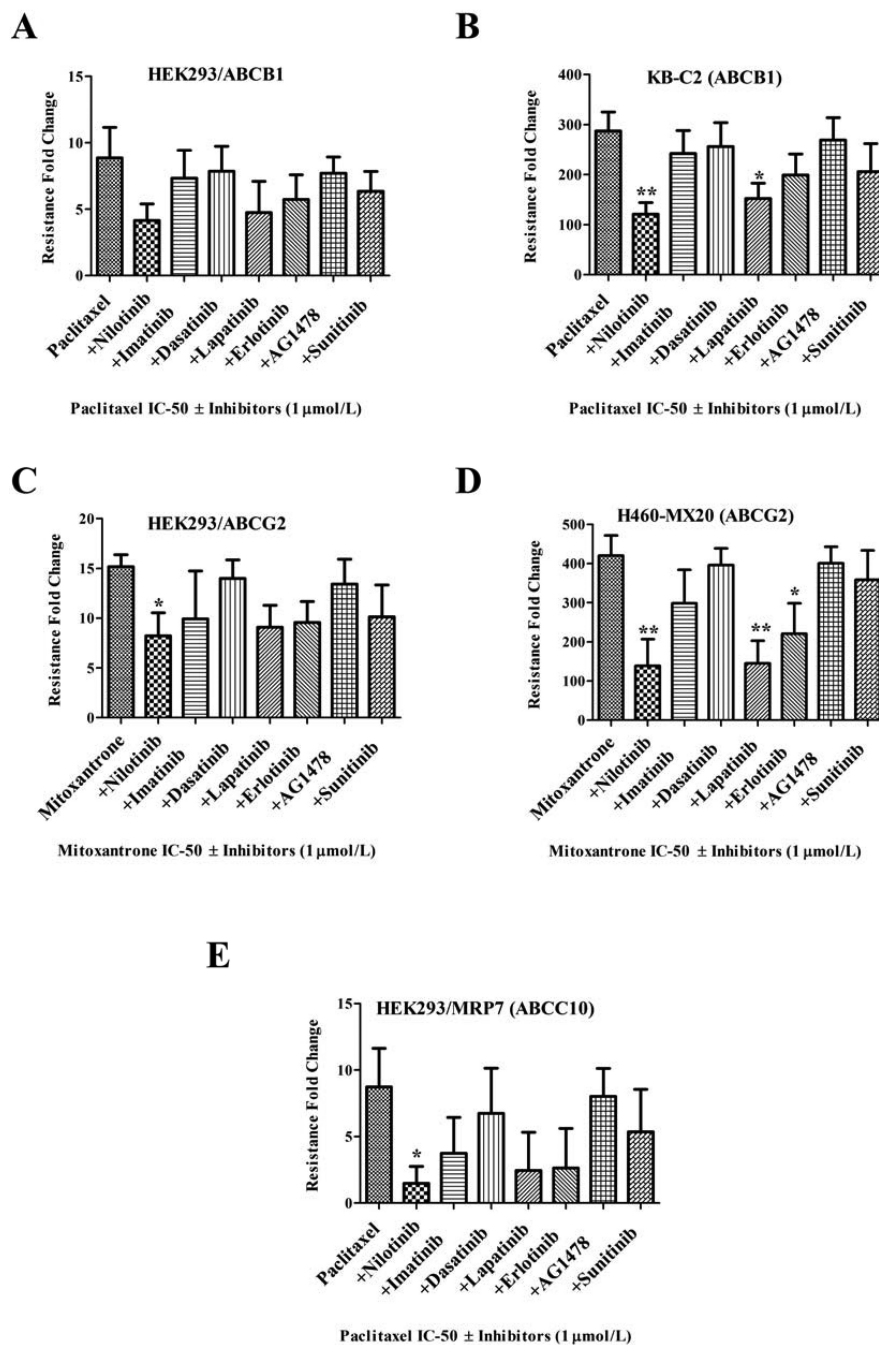 A
HEK293/ABCB1
Resistance Fold Change
15
10
5
0
Paclitaxel
+Nilotinib
+Imatinib
+Dasatinib
+Lapatinib
+Erlotinib
+AG1478
+Sunitinib
Paclitaxel IC-50 ± Inhibitors (1 μmol/L)
B
KB-C2 (ABCB1)
Resistance Fold Change
400
300
200
100
0
**
*
Paclitaxel
+Nilotinib
+Imatinib
+Dasatinib
+Lapatinib
+Erlotinib
+AG1478
+Sunitinib
Paclitaxel IC-50 ± Inhibitors (1 μmol/L)
C
HEK293/ABCG2
Resistance Fold Change
20
15
10
5
0
*
Mitoxantrone
+Nilotinib
+Imatinib
+Dasatinib
+Lapatinib
+Erlotinib
+AG1478
+Sunitinib
Mitoxantrone IC-50 ± Inhibitors (1 μmol/L)
D
H460-MX20 (ABCG2)
Resistance Fold Change
500
400
300
200
100
0
**
**
*
Mitoxantrone
+Nilotinib
+Imatinib
+Dasatinib
+Lapatinib
+Erlotinib
+AG1478
+Sunitinib
Mitoxantrone IC-50 ± Inhibitors (1 μmol/L)
E
HEK293/MRP7 (ABCC10)
Resistance Fold Change
15
10
5
0
*
Paclitaxel
+Nilotinib
+Imatinib
+Dasatinib
+Lapatinib
+Erlotinib
+AG1478
+Sunitinib
Paclitaxel IC-50 ± Inhibitors (1 μmol/L)